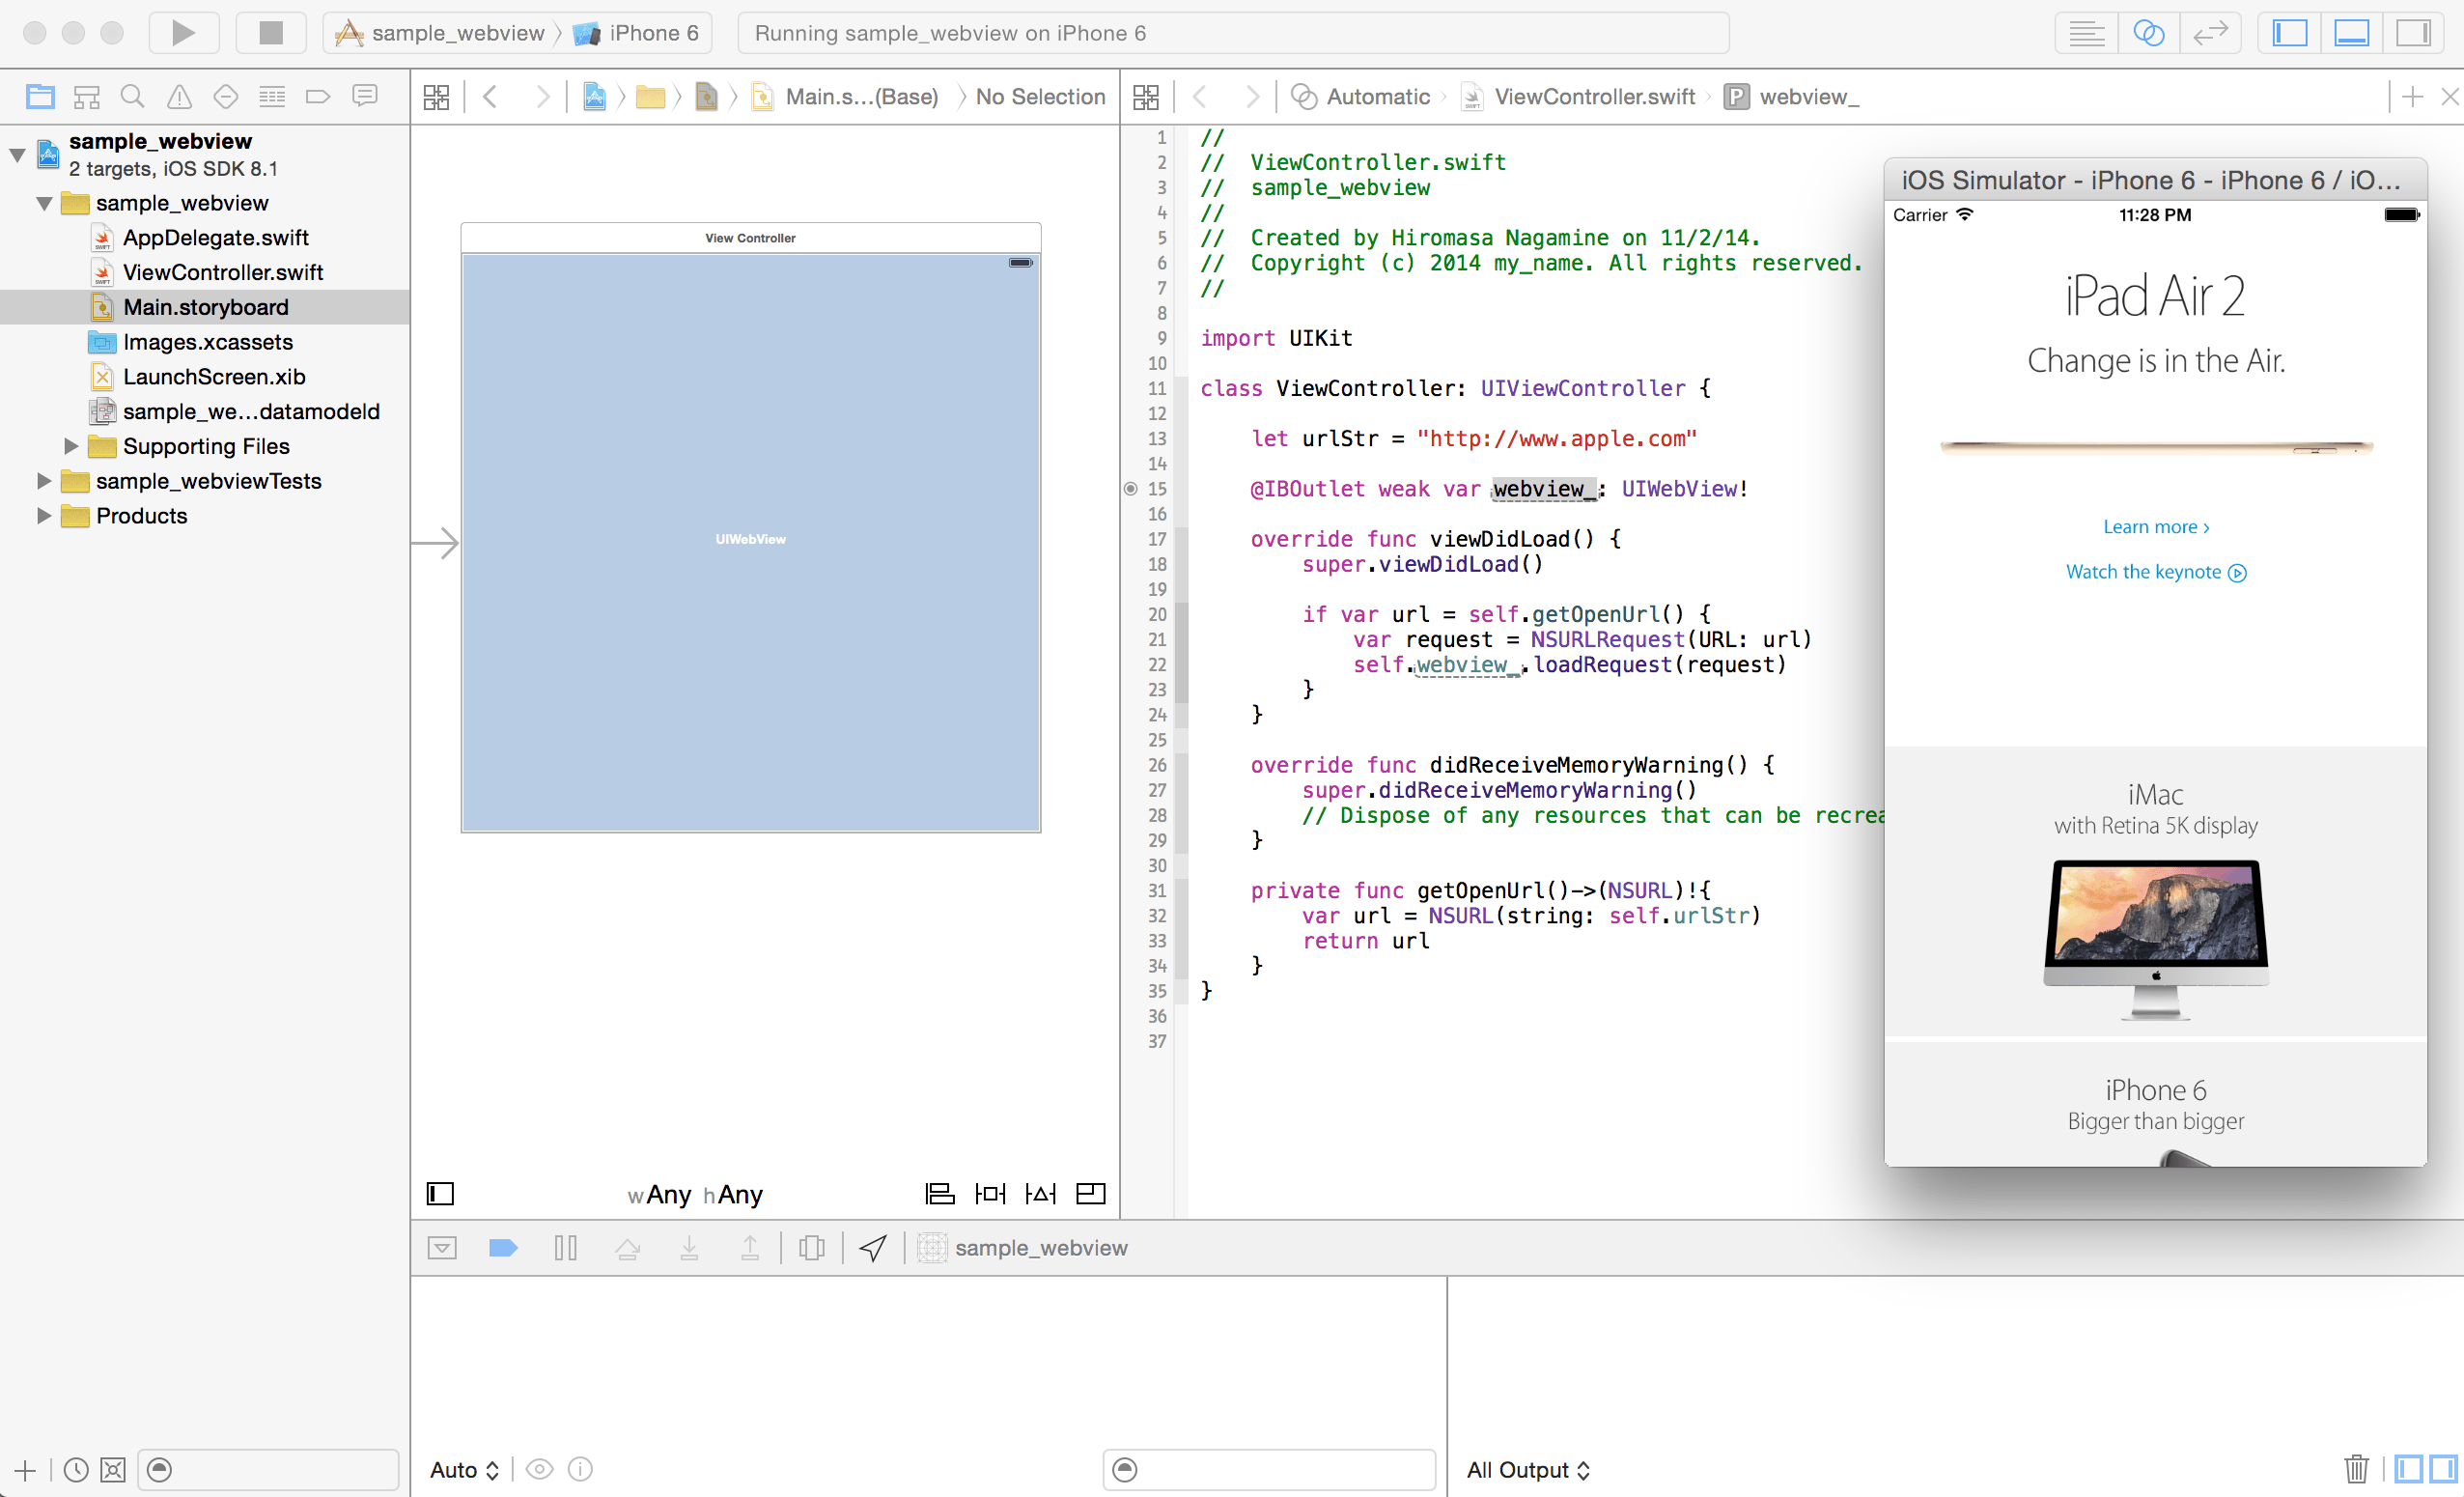 sample_webview 〉 iPhone 6
Running sample_webview on iPhone 6
Main.s...(Base) 〉 No Selection
Automatic 〉 ViewController.swift 〉 P webview_
sample_webview
2 targets, iOS SDK 8.1
sample_webview
AppDelegate.swift
ViewController.swift
Main.storyboard
Images.xcassets
LaunchScreen.xib
sample_we...datamodeld
Supporting Files
sample_webviewTests
Products
View Controller
UIWebView
wAny hAny
1 //
2 //  ViewController.swift
3 //  sample_webview
4 //
5 //  Created by Hiromasa Nagamine on 11/2/14.
6 //  Copyright (c) 2014 my_name. All rights reserved.
7 //
8
9 import UIKit
10
11 class ViewController: UIViewController {
12
13     let urlStr = "http://www.apple.com"
14
15     @IBOutlet weak var webview_: UIWebView!
16
17     override func viewDidLoad() {
18         super.viewDidLoad()
19
20         if var url = self.getOpenUrl() {
21             var request = NSURLRequest(URL: url)
22             self.webview_.loadRequest(request)
23         }
24     }
25
26     override func didReceiveMemoryWarning() {
27         super.didReceiveMemoryWarning()
28         // Dispose of any resources that can be recrea
29     }
30
31     private func getOpenUrl()->(NSURL)!{
32         var url = NSURL(string: self.urlStr)
33         return url
34     }
35 }
36
37
iOS Simulator - iPhone 6 - iPhone 6 / iO...
Carrier 11:28 PM
iPad Air 2
Change is in the Air.
Learn more ›
Watch the keynote
iMac
with Retina 5K display
iPhone 6
Bigger than bigger
sample_webview
Auto
All Output